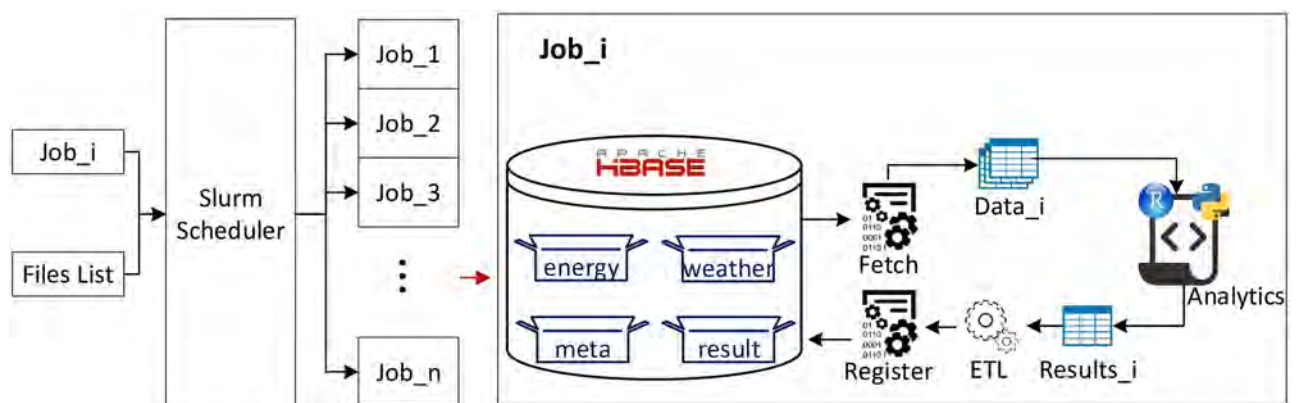 Job_i
Files List
Slurm
Scheduler
Job_1
Job_2
Job_3
Job_n
Job_i
APACHE
HBASE
energy
weather
meta
result
Fetch
Data_i
R
Analytics
Results_i
ETL
Register